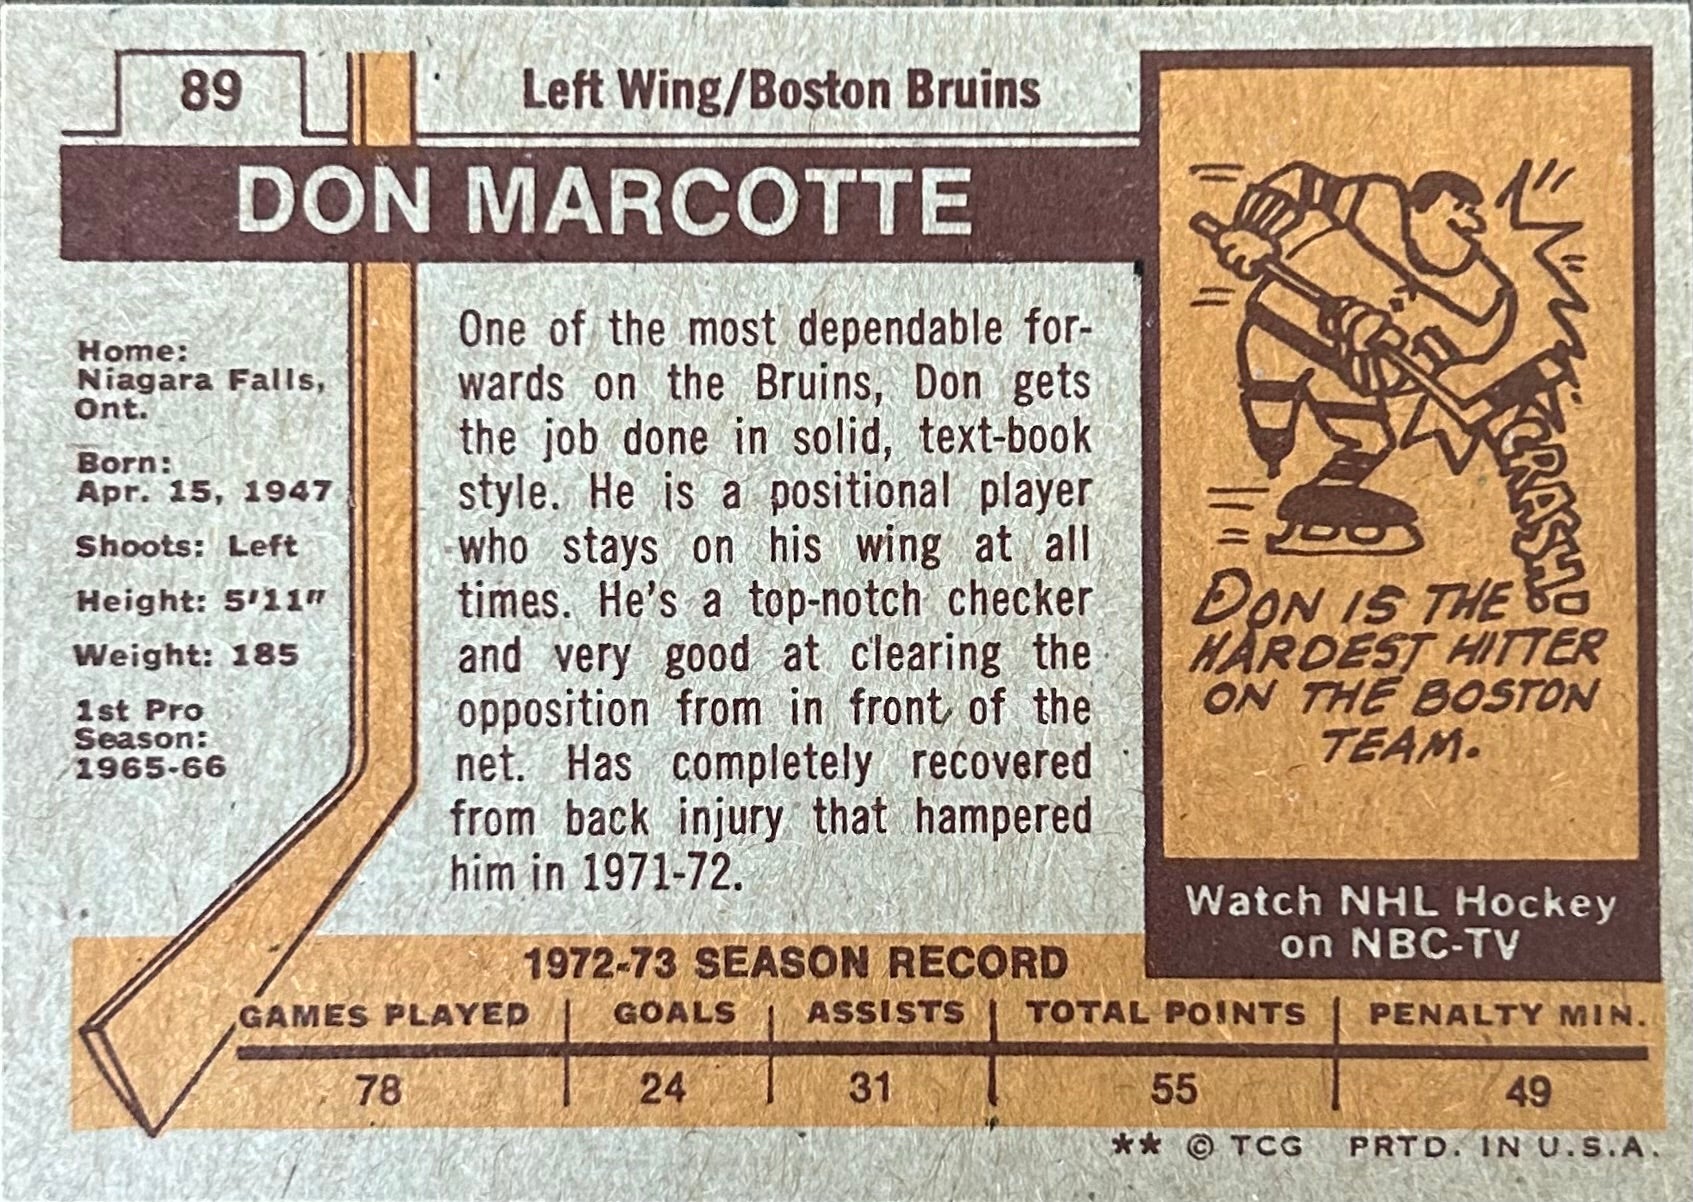 89
Left Wing/Boston Bruins
DON MARCOTTE
Home:
Niagara Falls,
Ont.
Born:
Apr. 15, 1947
Shoots: Left
Height: 5'11"
Weight: 185
1st Pro
Season:
1965-66
One of the most dependable for-
wards on the Bruins, Don gets
the job done in solid, text-book
style. He is a positional player
who stays on his wing at all
times. He's a top-notch checker
and very good at clearing the
opposition from in front of the
net. Has completely recovered
from back injury that hampered
him in 1971-72.
CRASH!
DON IS THE
HARDEST HITTER
ON THE BOSTON
TEAM.
Watch NHL Hockey
on NBC-TV
1972-73 SEASON RECORD
GAMES PLAYED | GOALS | ASSISTS | TOTAL POINTS | PENALTY MIN.
78 | 24 | 31 | 55 | 49
** © TCG PRTD. IN U.S.A.